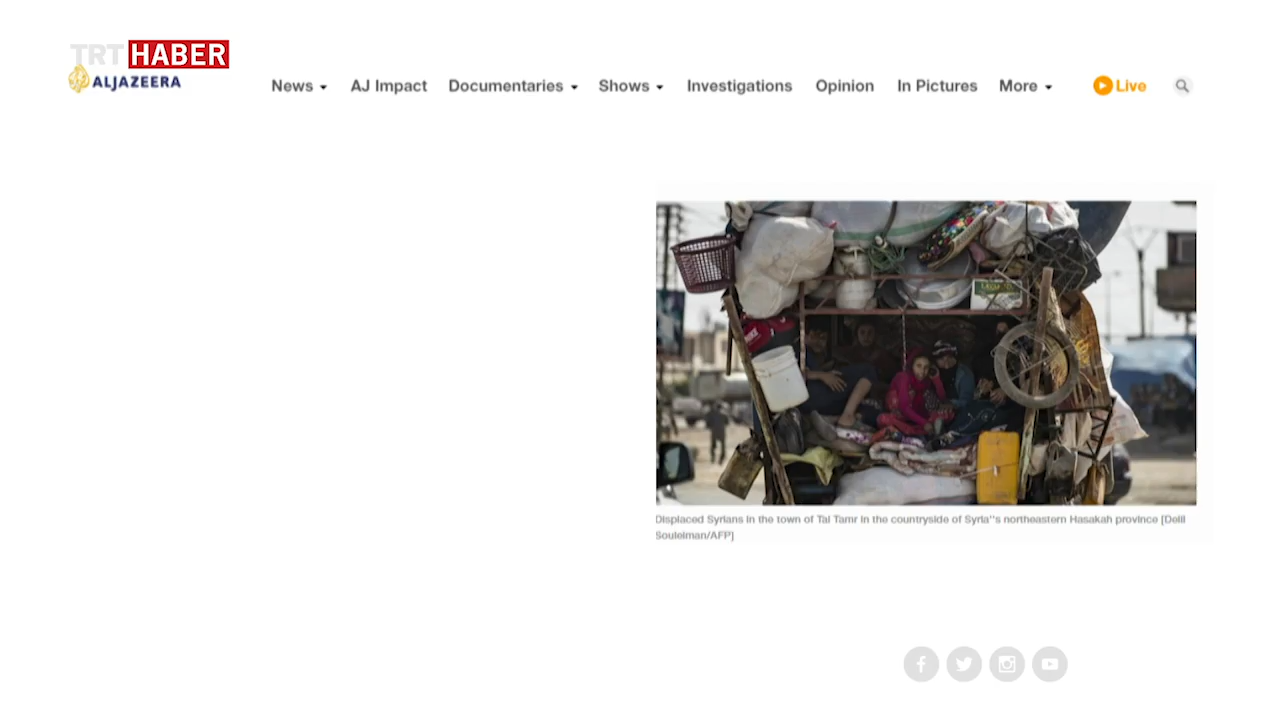 TRT HABER
ALJAZEERA
News AJ Impact Documentaries Shows Investigations Opinion In Pictures More Live
Displaced Syrians in the town of Tal Tamr in the countryside of Syria''s northeastern Hasakah province [Delil
Souleiman/AFP]